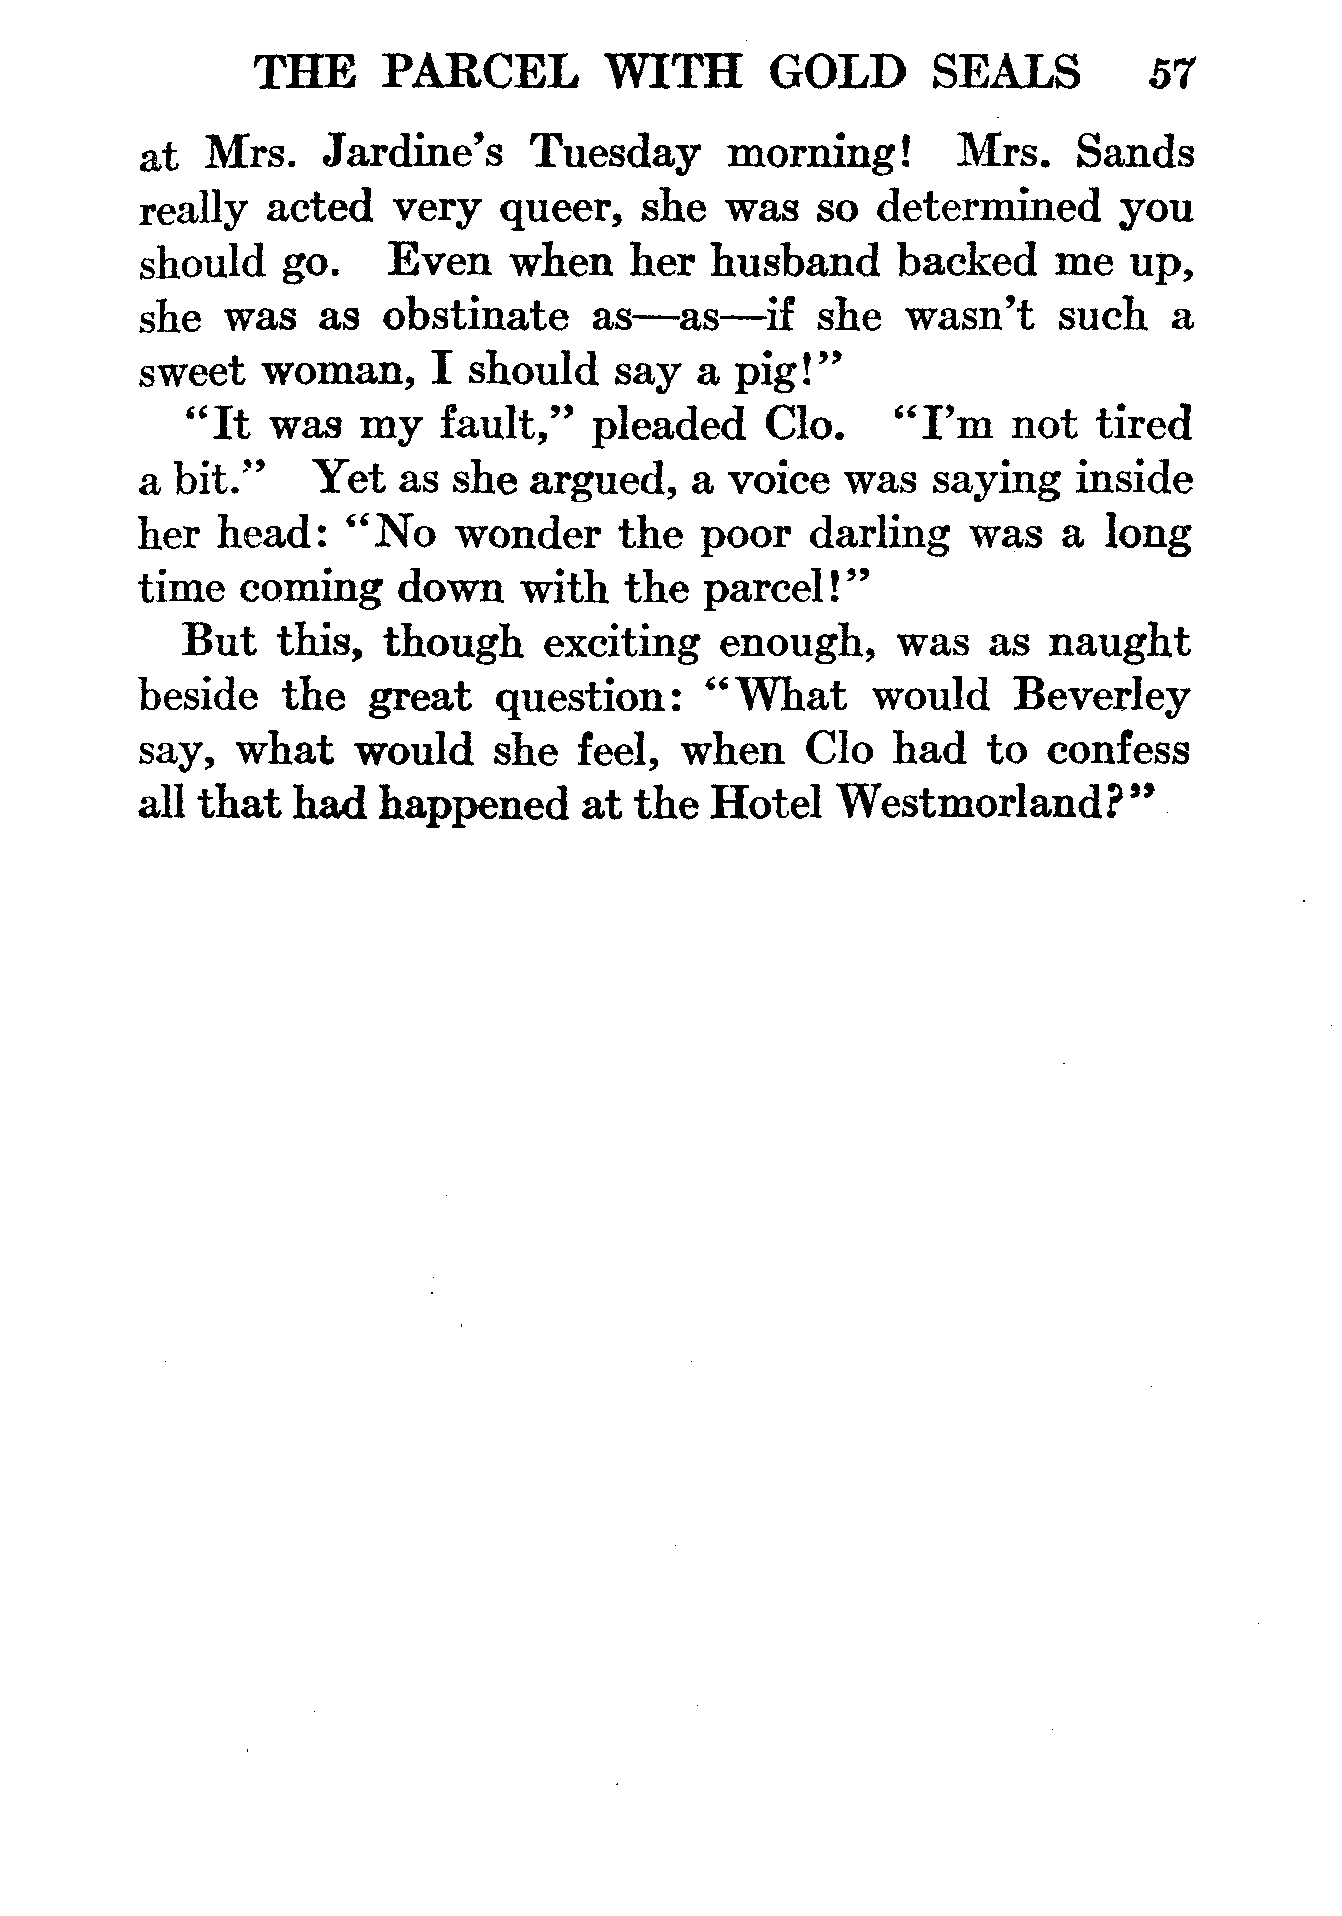 THE PARCEL WITH GOLD SEALS 57
at Mrs. Jardine's Tuesday morning! Mrs. Sands
really acted very queer, she was so determined you
should go. Even when her husband backed me up,
she was as obstinate as—as—if she wasn't such a
sweet woman, I should say a pig!"
"It was my fault," pleaded Clo. "I'm not tired
a bit." Yet as she argued, a voice was saying inside
her head: "No wonder the poor darling was a long
time coming down with the parcel!"
But this, though exciting enough, was as naught
beside the great question: "What would Beverley
say, what would she feel, when Clo had to confess
all that had happened at the Hotel Westmorland?"